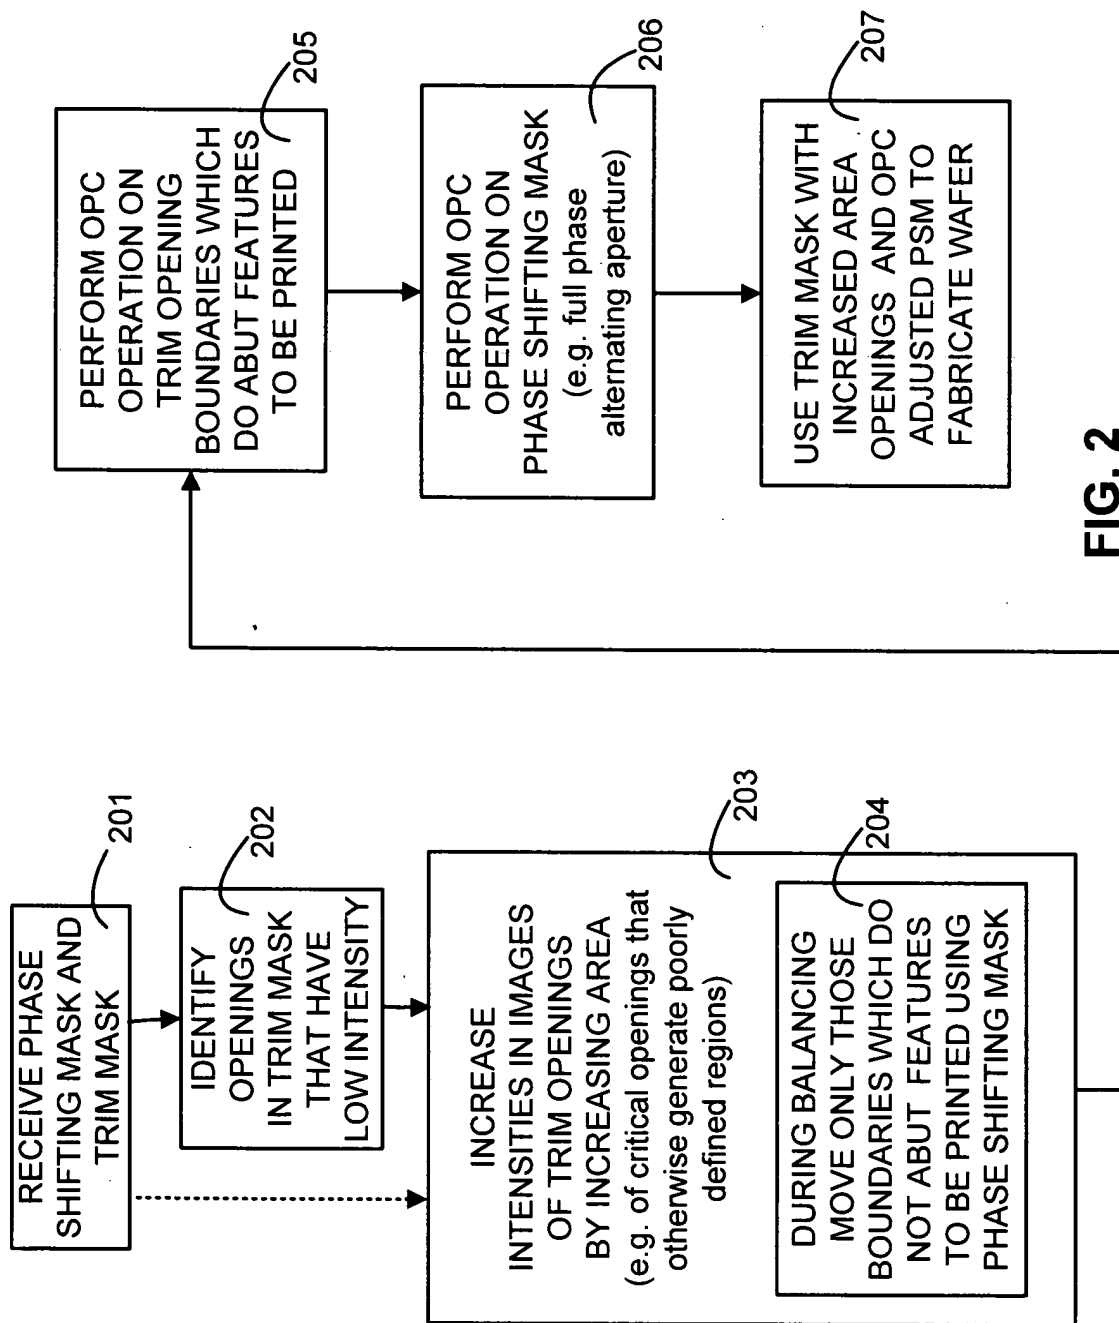 RECEIVE PHASE
SHIFTING MASK AND
TRIM MASK
201
IDENTIFY
OPENINGS
IN TRIM MASK
THAT HAVE
LOW INTENSITY
202
INCREASE
INTENSITIES IN IMAGES
OF TRIM OPENINGS
BY INCREASING AREA
(e.g. of critical openings that
otherwise generate poorly
defined regions)
203
DURING BALANCING
MOVE ONLY THOSE
BOUNDARIES WHICH DO
NOT ABUT FEATURES
TO BE PRINTED USING
PHASE SHIFTING MASK
204
PERFORM OPC
OPERATION ON
TRIM OPENING
BOUNDARIES WHICH
DO ABUT FEATURES
TO BE PRINTED
205
PERFORM OPC
OPERATION ON
PHASE SHIFTING MASK
(e.g. full phase
alternating aperture)
206
USE TRIM MASK WITH
INCREASED AREA
OPENINGS AND OPC
ADJUSTED PSM TO
FABRICATE WAFER
207
FIG. 2